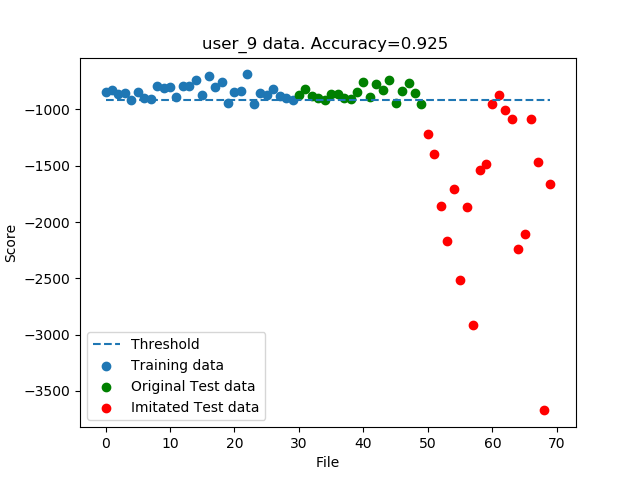 user_9 data. Accuracy=0.925
Score
−1000
−1500
−2000
−2500
−3000
−3500
Threshold
Training data
Original Test data
Imitated Test data
0 10 20 30 40 50 60 70
File